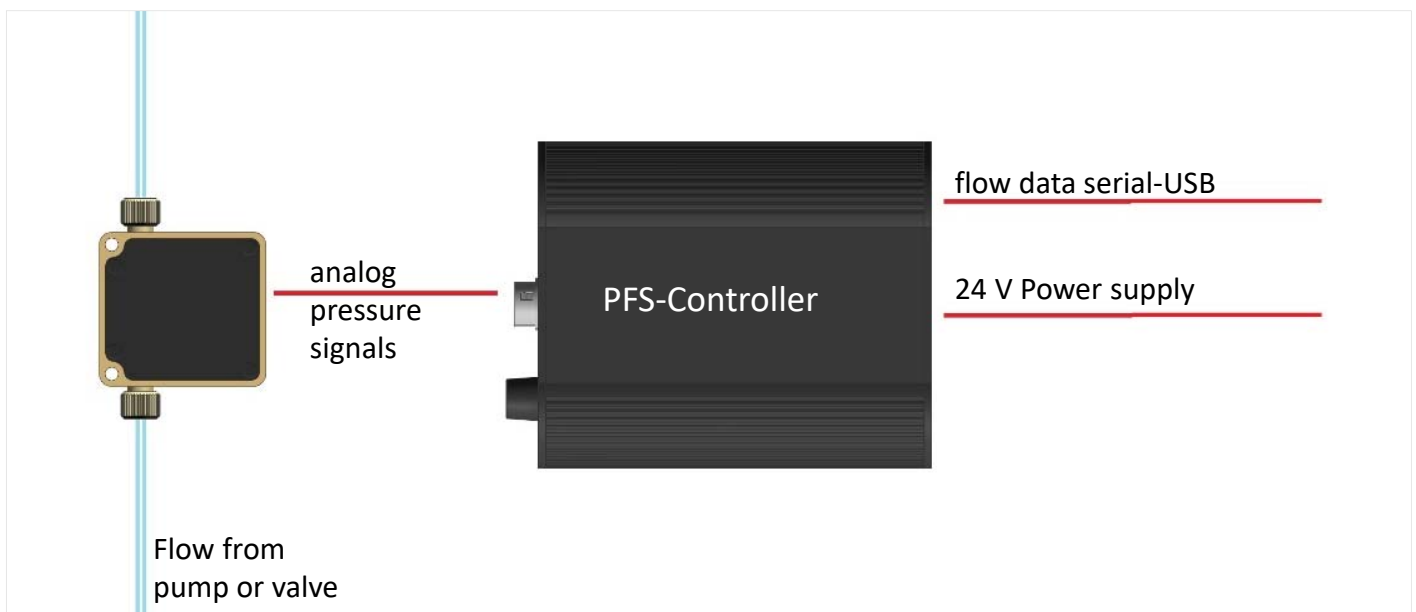 flow data serial-USB
analog
pressure
signals
PFS-Controller
24 V Power supply
Flow from
pump or valve